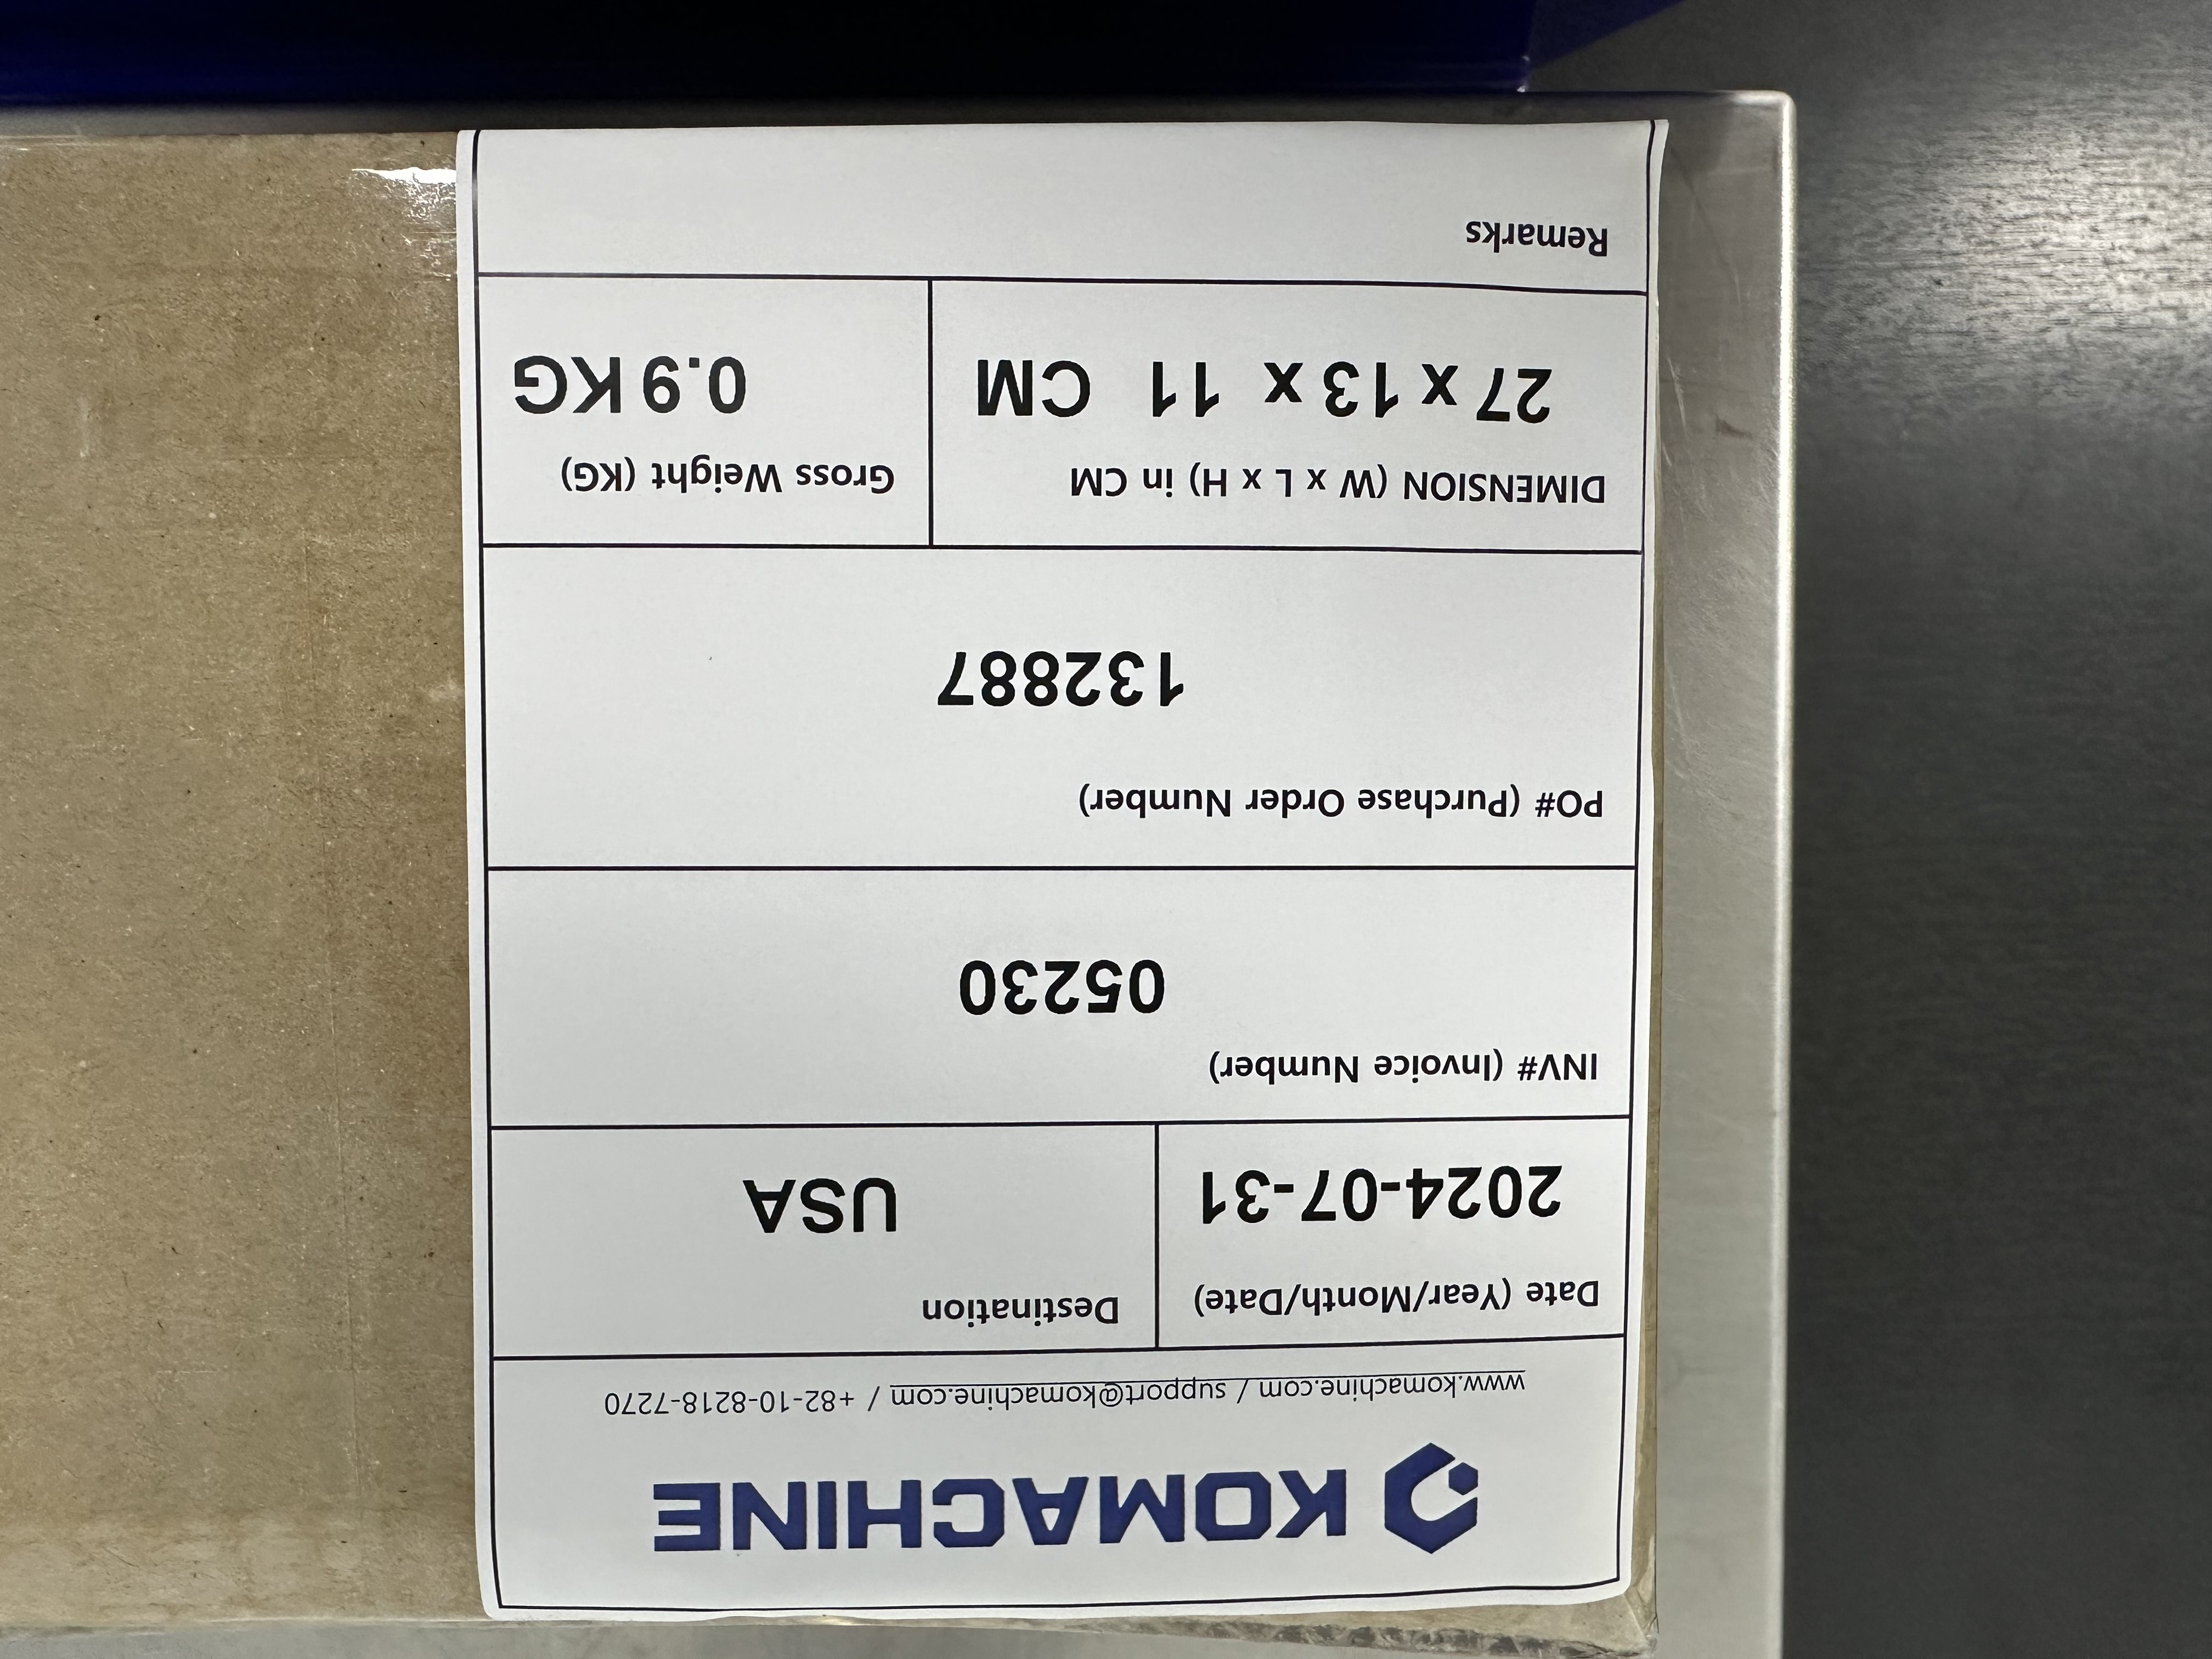 KOMACHINE
www.komachine.com / support@komachine.com / +82-10-8218-7270
Date (Year/Month/Date)
2024-07-31
Destination
USA
INV# (Invoice Number)
05230
PO# (Purchase Order Number)
132887
DIMENSION (W x L x H) in CM
27 x 13 x 11 CM
Gross Weight (KG)
0.9 KG
Remarks